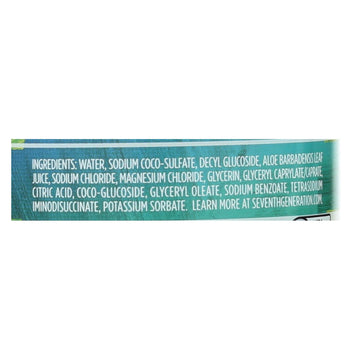 INGREDIENTS: WATER, SODIUM COCO-SULFATE, DECYL GLUCOSIDE, ALOE BARBADENSIS LEAF
JUICE, SODIUM CHLORIDE, MAGNESIUM CHLORIDE, GLYCERIN, GLYCERYL CAPRYLATE/CAPRATE,
CITRIC ACID, COCO-GLUCOSIDE, GLYCERYL OLEATE, SODIUM BENZOATE, TETRASODIUM
IMINODISUCCINATE, POTASSIUM SORBATE. LEARN MORE AT SEVENTHGENERATION.COM.